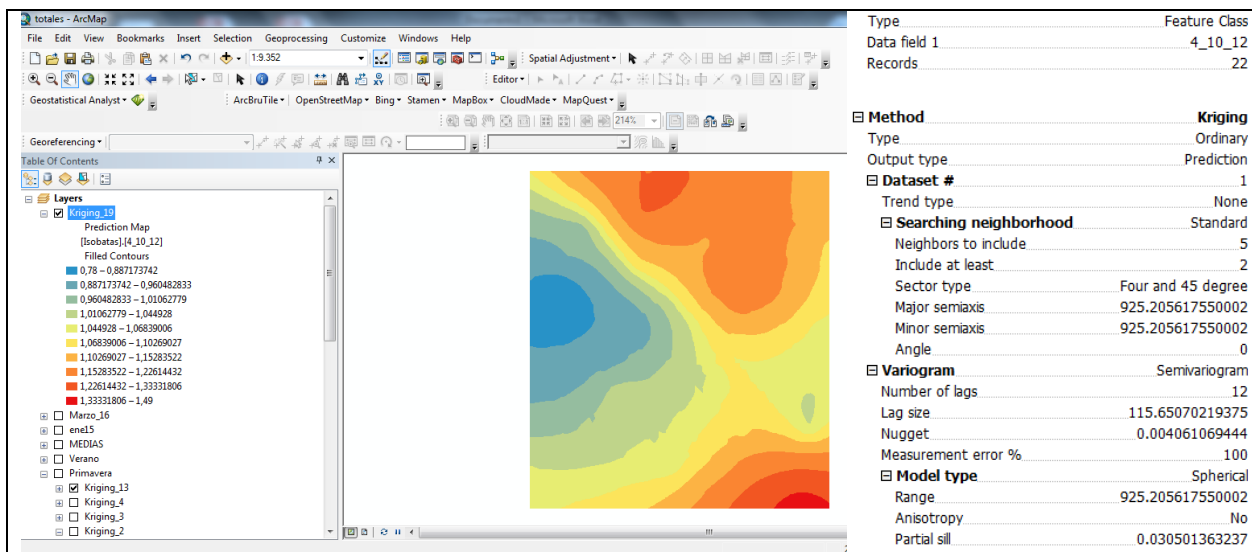 totales - ArcMap
File Edit View Bookmarks Insert Selection Geoprocessing Customize Windows Help
1:9.352
Spatial Adjustment
Editor
Geostatistical Analyst
ArcBruTile OpenStreetMap Bing Stamen MapBox CloudMade MapQuest
214%
Georeferencing
Table Of Contents
Layers
Kriging_19
Prediction Map
[Isobatas].[4_10_12]
Filled Contours
0,78 – 0,887173742
0,887173742 – 0,960482833
0,960482833 – 1,01062779
1,01062779 – 1,044928
1,044928 – 1,06839006
1,06839006 – 1,10269027
1,10269027 – 1,15283522
1,15283522 – 1,22614432
1,22614432 – 1,33331806
1,33331806 – 1,49
Marzo_16
ene15
MEDIAS
Verano
Primavera
Kriging_13
Kriging_4
Kriging_3
Kriging_2
Type Feature Class
Data field 1 4_10_12
Records 22
Method Kriging
Type Ordinary
Output type Prediction
Dataset # 1
Trend type None
Searching neighborhood Standard
Neighbors to include 5
Include at least 2
Sector type Four and 45 degree
Major semiaxis 925.205617550002
Minor semiaxis 925.205617550002
Angle 0
Variogram Semivariogram
Number of lags 12
Lag size 115.65070219375
Nugget 0.004061069444
Measurement error % 100
Model type Spherical
Range 925.205617550002
Anisotropy No
Partial sill 0.030501363237